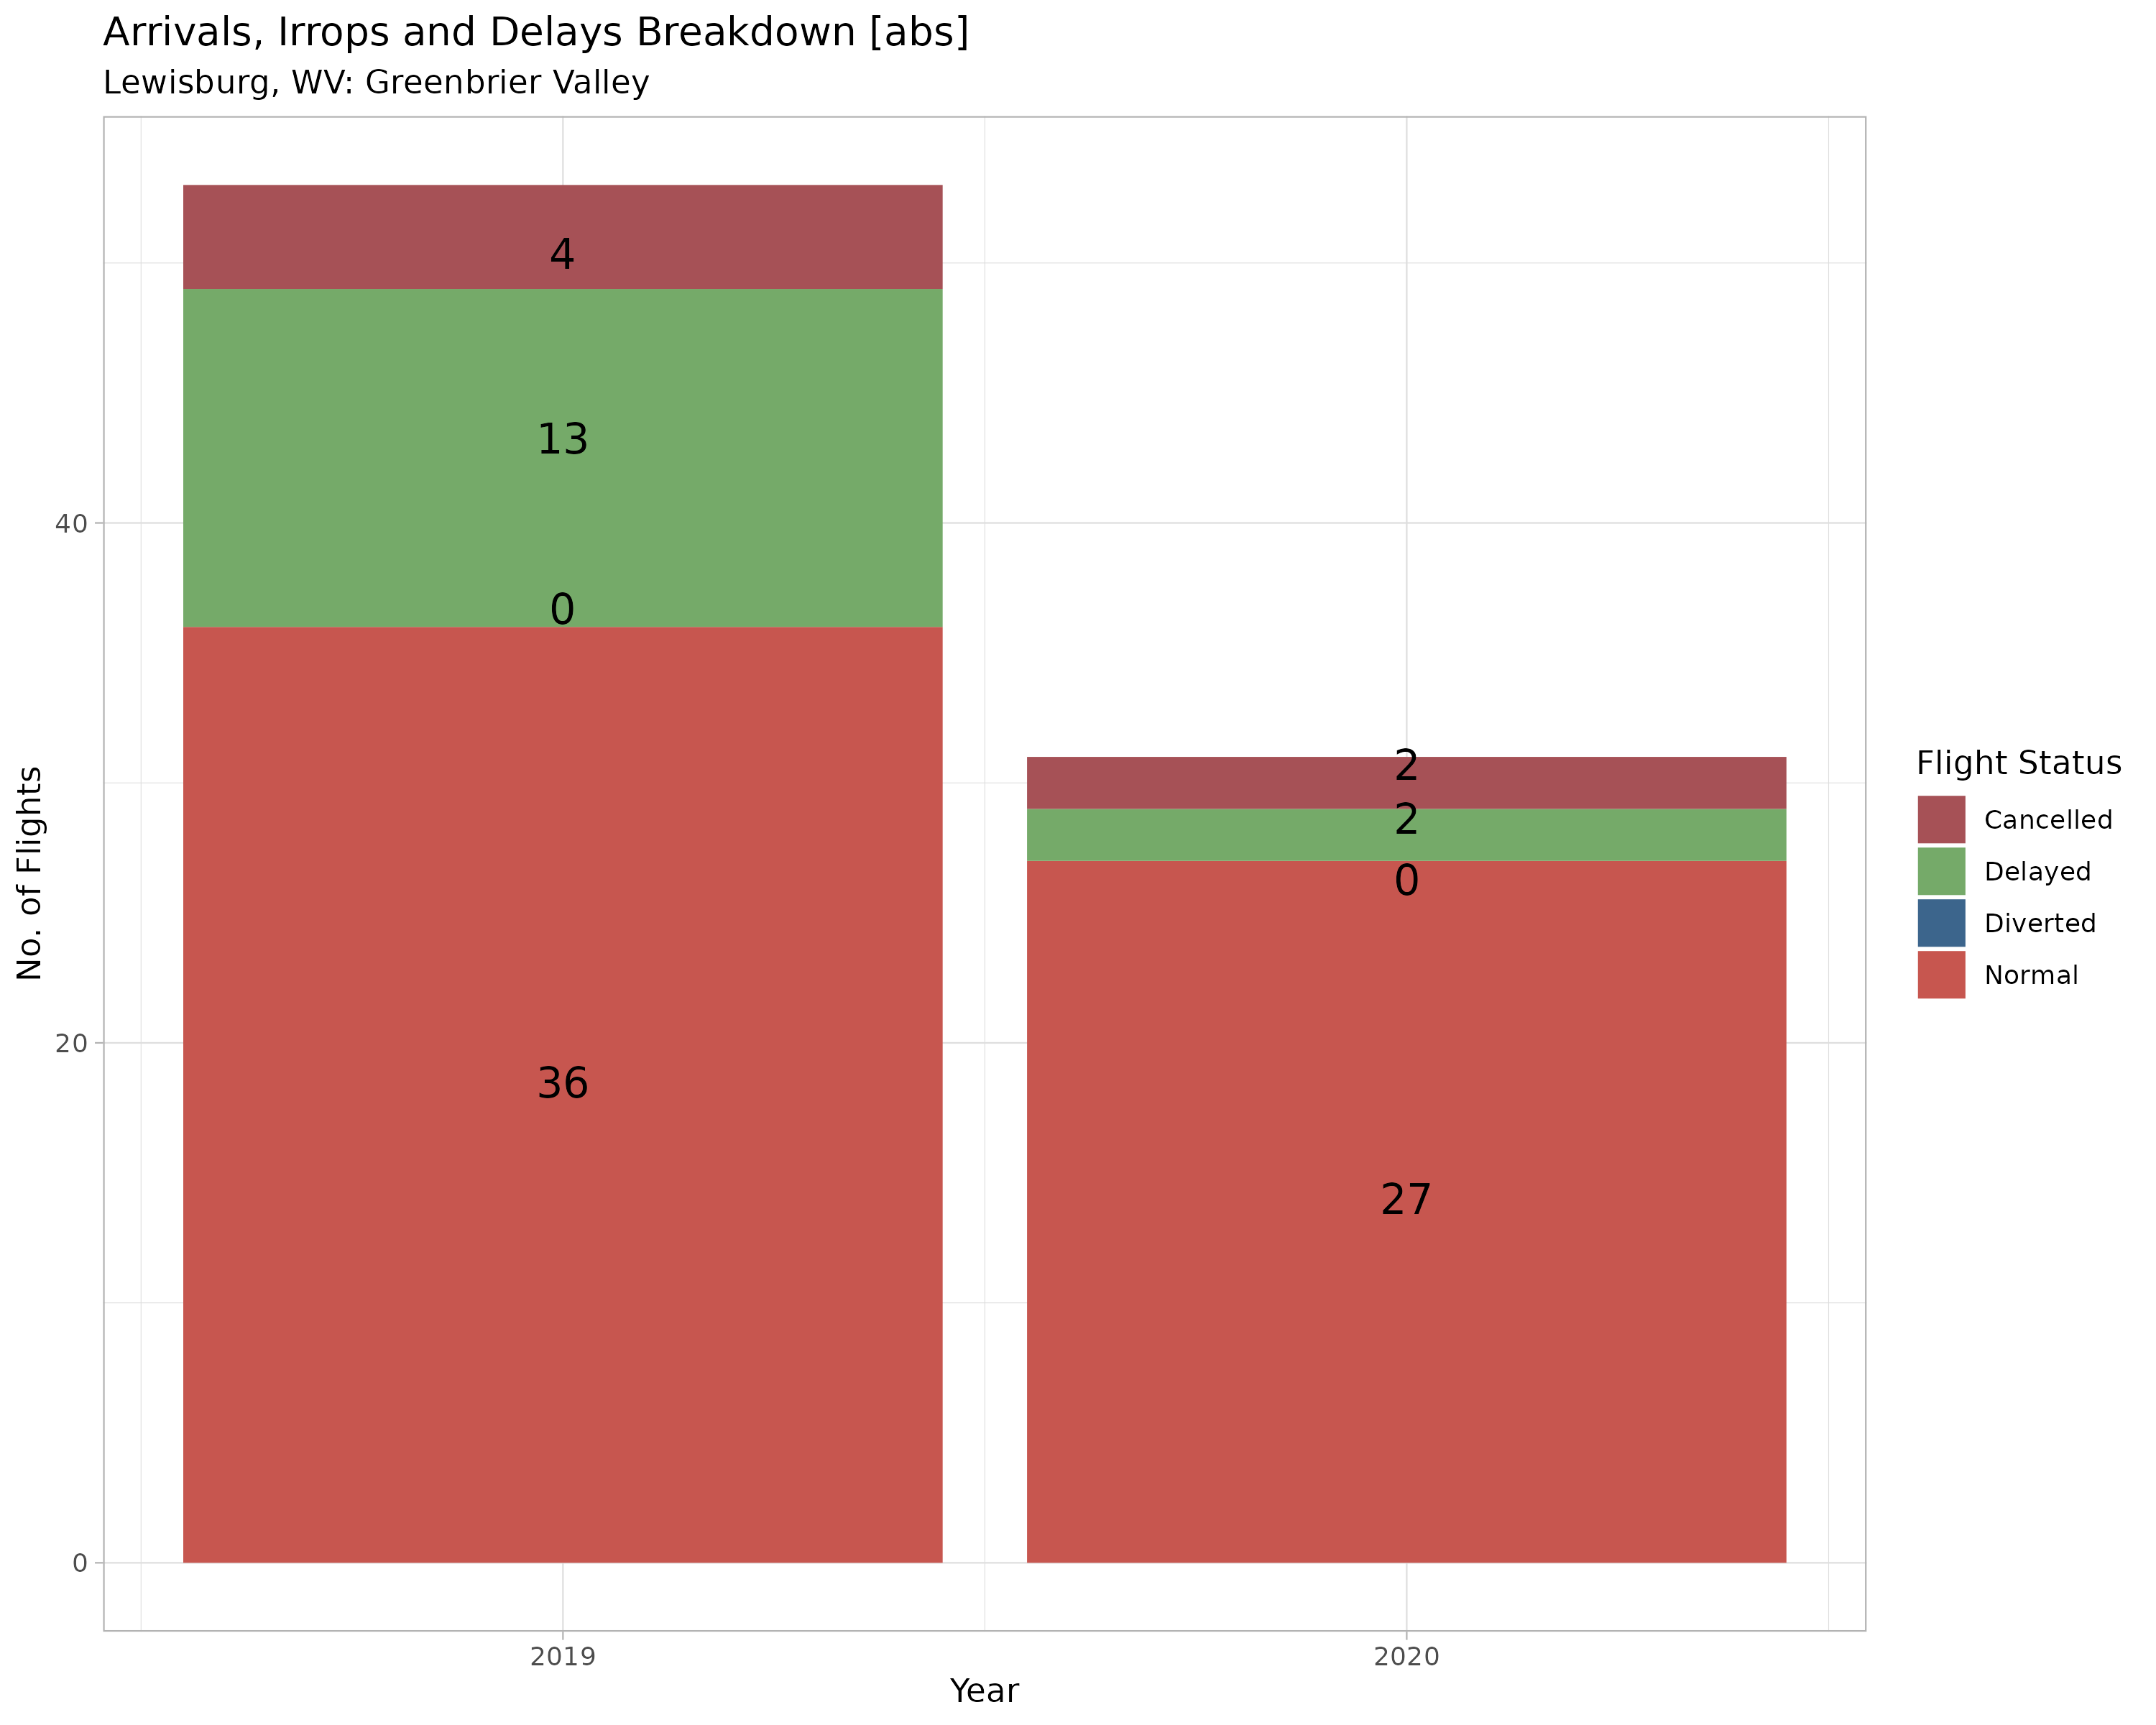 Arrivals, Irrops and Delays Breakdown [abs]
Lewisburg, WV: Greenbrier Valley
No. of Flights
40
20
0
4
13
0
36
2
2
0
27
2019
2020
Year
Flight Status
Cancelled
Delayed
Diverted
Normal